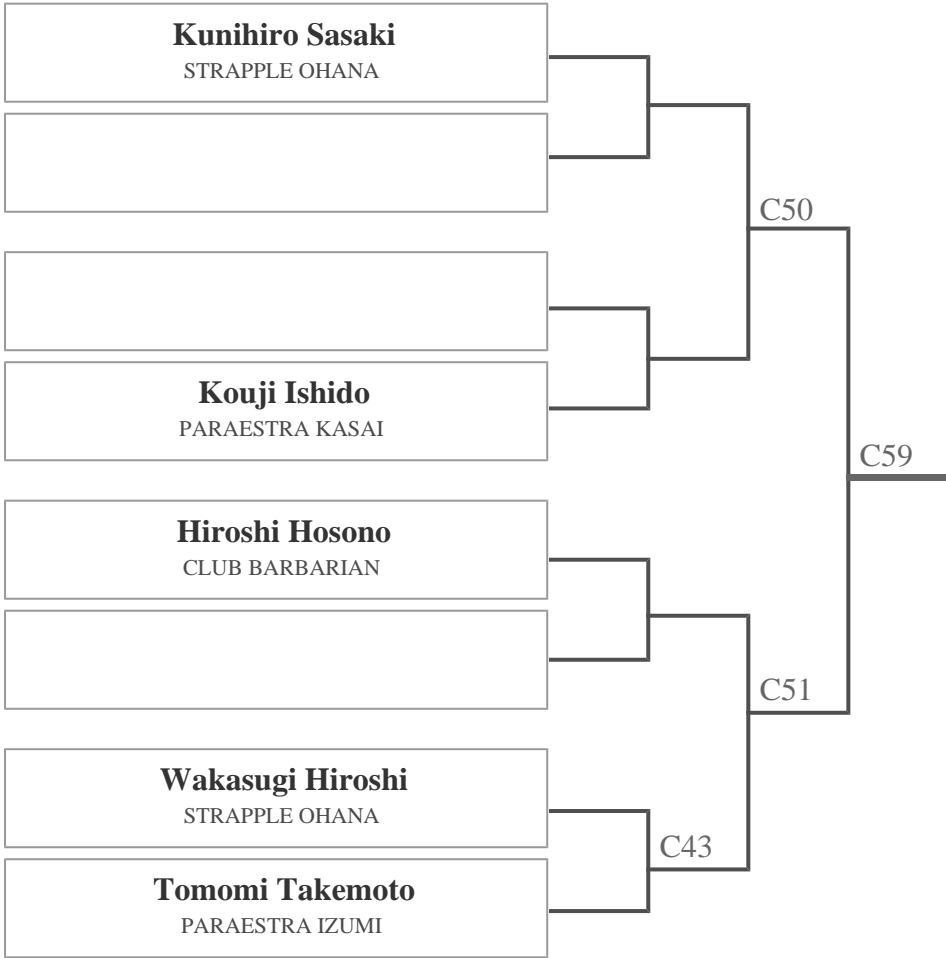 Kunihiro Sasaki
STRAPPLE OHANA
C50
Kouji Ishido
PARAESTRA KASAI
C59
Hiroshi Hosono
CLUB BARBARIAN
C51
Wakasugi Hiroshi
STRAPPLE OHANA
C43
Tomomi Takemoto
PARAESTRA IZUMI